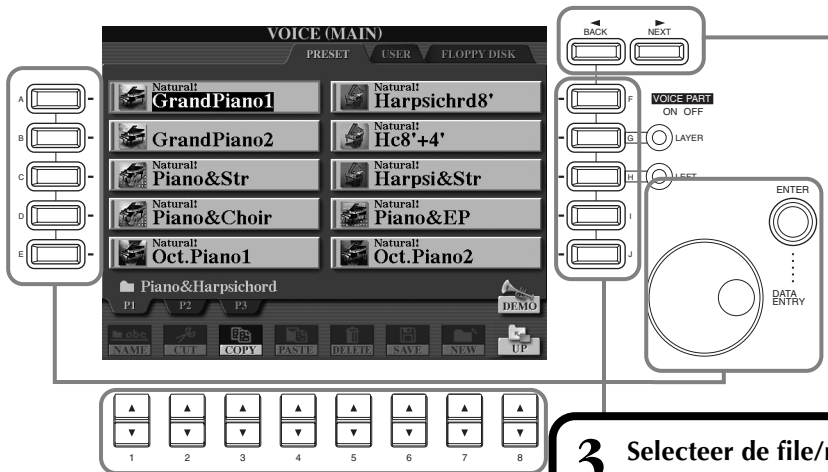 VOICE (MAIN)
PRESET USER FLOPPY DISK
Natural!
GrandPiano1
Natural!
Harpsichrd8'
GrandPiano2
Natural!
Hc8'+4'
Natural!
Piano&Str
Natural!
Harpsi&Str
Natural!
Piano&Choir
Natural!
Piano&EP
Natural!
Oct.Piano1
Natural!
Oct.Piano2
Piano&Harpsichord
P1 P2 P3
DEMO
NAME CUT COPY PASTE DELETE SAVE NEW UP
A
B
C
D
E
BACK NEXT
F
G
H
I
J
VOICE PART
ON OFF
LAYER
LEFT
ENTER
DATA
ENTRY
1 2 3 4 5 6 7 8
3 Selecteer de file/